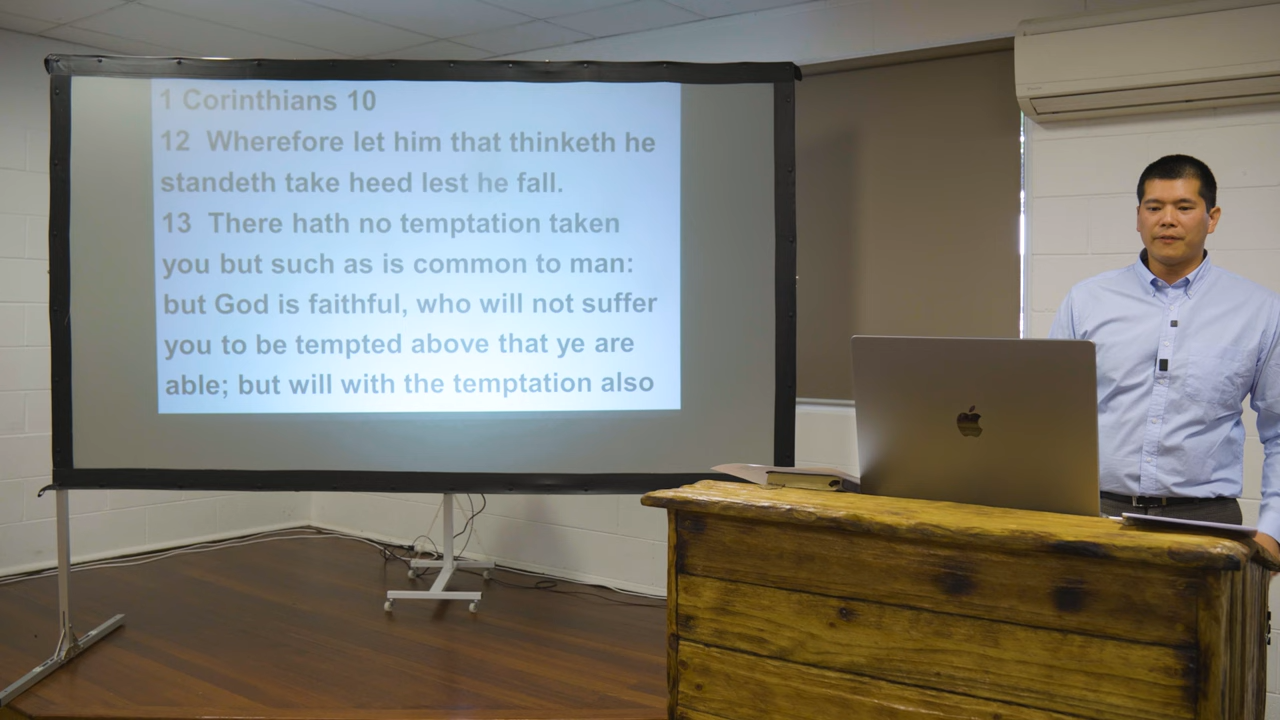 1 Corinthians 10
12 Wherefore let him that thinketh he
standeth take heed lest he fall.
13 There hath no temptation taken
you but such as is common to man:
but God is faithful, who will not suffer
you to be tempted above that ye are
able; but will with the temptation also